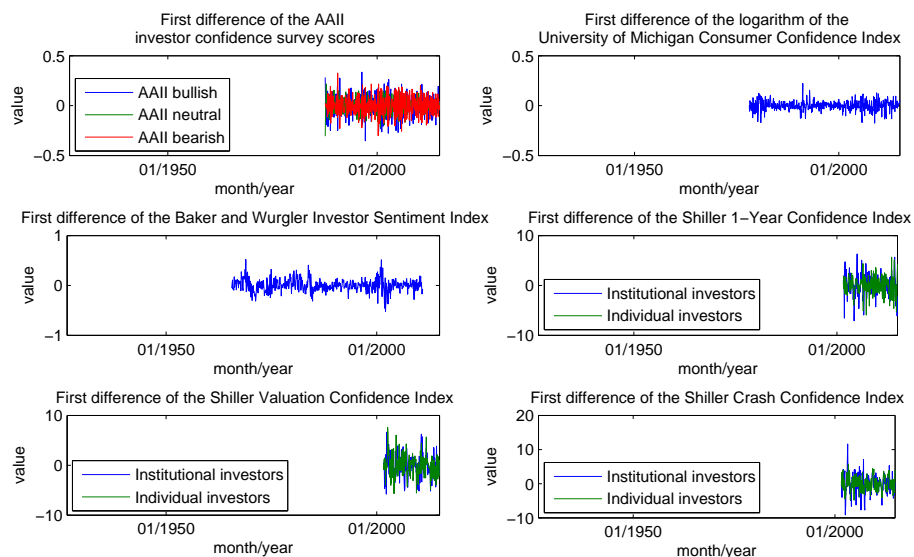 First difference of the AAII
investor confidence survey scores
0.5
0
−0.5
value
AAII bullish
AAII neutral
AAII bearish
01/1950
01/2000
month/year
First difference of the logarithm of the
University of Michigan Consumer Confidence Index
0.5
0
−0.5
value
01/1950
01/2000
month/year
First difference of the Baker and Wurgler Investor Sentiment Index
1
0
−1
value
01/1950
01/2000
month/year
First difference of the Shiller 1−Year Confidence Index
10
0
−10
value
Institutional investors
Individual investors
01/1950
01/2000
month/year
First difference of the Shiller Valuation Confidence Index
10
0
−10
value
Institutional investors
Individual investors
01/1950
01/2000
month/year
First difference of the Shiller Crash Confidence Index
20
10
0
−10
value
Institutional investors
Individual investors
01/1950
01/2000
month/year